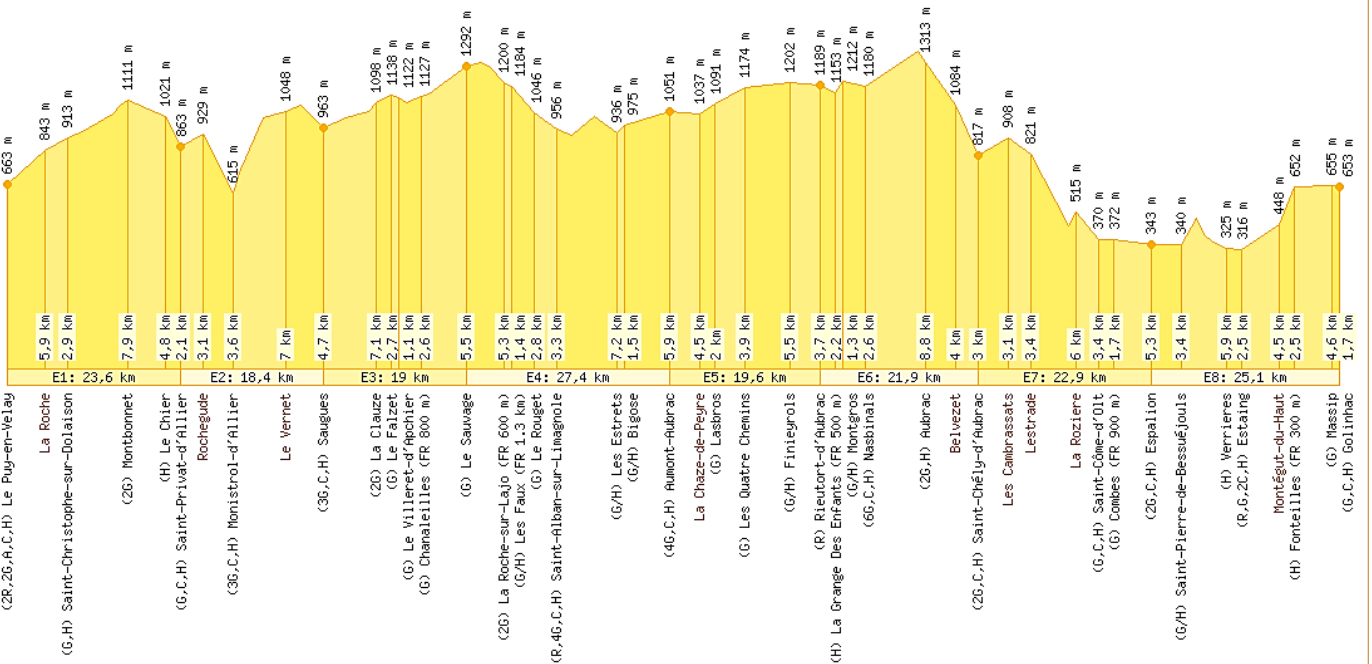 663 m
843 m
913 m
1111 m
1021 m
863 m
929 m
615 m
1048 m
963 m
1098 m
1138 m
1122 m
1127 m
1292 m
1200 m
1184 m
1046 m
956 m
936 m
975 m
1051 m
1037 m
1091 m
1174 m
1202 m
1189 m
1153 m
1212 m
1180 m
1313 m
1084 m
817 m
908 m
821 m
515 m
370 m
372 m
343 m
340 m
325 m
316 m
448 m
652 m
655 m
653 m
5,9 km
2,9 km
7,9 km
4,8 km
2,1 km
3,1 km
3,6 km
7 km
4,7 km
7,1 km
2,7 km
1,1 km
2,6 km
5,5 km
5,3 km
1,4 km
2,8 km
3,3 km
7,2 km
1,5 km
5,9 km
4,5 km
2 km
3,9 km
5,5 km
3,7 km
2,2 km
1,3 km
2,6 km
8,8 km
4 km
3 km
3,1 km
3,4 km
6 km
3,4 km
1,7 km
5,3 km
3,4 km
5,9 km
2,5 km
4,5 km
2,5 km
4,6 km
1,7 km
E1: 23,6 km
E2: 18,4 km
E3: 19 km
E4: 27,4 km
E5: 19,6 km
E6: 21,9 km
E7: 22,9 km
E8: 25,1 km
(2R,2G,A,C,H) Le Puy-en-Velay
La Roche
(G,H) Saint-Christophe-sur-Dolaison
(2G) Montbonnet
(H) Le Chier
(G,C,H) Saint-Privat-d'Allier
Rochegude
(3G,C,H) Monistrol-d'Allier
Le Vernet
(3G,C,H) Saugues
(2G) La Clauze
(G) Le Falzet
(G) Le Villeret-d'Apchier
(G) Chanaleilles (FR 800 m)
(G) Le Sauvage
(2G) La Roche-sur-Lajo (FR 600 m)
(G/H) Les Faux (FR 1.3 km)
(G) Le Rouget
(R,4G,C,H) Saint-Alban-sur-Limagnole
(G/H) Les Estrets
(G/H) Bigose
(4G,C,H) Aumont-Aubrac
La Chaze-de-Peyre
(G) Lasbros
(G) Les Quatre Chemins
(G/H) Finieyrols
(R) Rieutort-d'Aubrac
(H) La Grange Des Enfants (FR 500 m)
(G/H) Montgros
(6G,C,H) Nasbinals
(2G,H) Aubrac
Belvezet
(2G,C,H) Saint-Chély-d'Aubrac
Les Cambrassats
Lestrade
La Roziere
(G,C,H) Saint-Côme-d'Olt
(G) Combes (FR 900 m)
(2G,C,H) Espalion
(G/H) Saint-Pierre-de-Bessuéjouls
(H) Verrieres
(R,G,2C,H) Estaing
Montégut-du-Haut
(H) Fonteilles (FR 300 m)
(G) Massip
(G,C,H) Golinhac